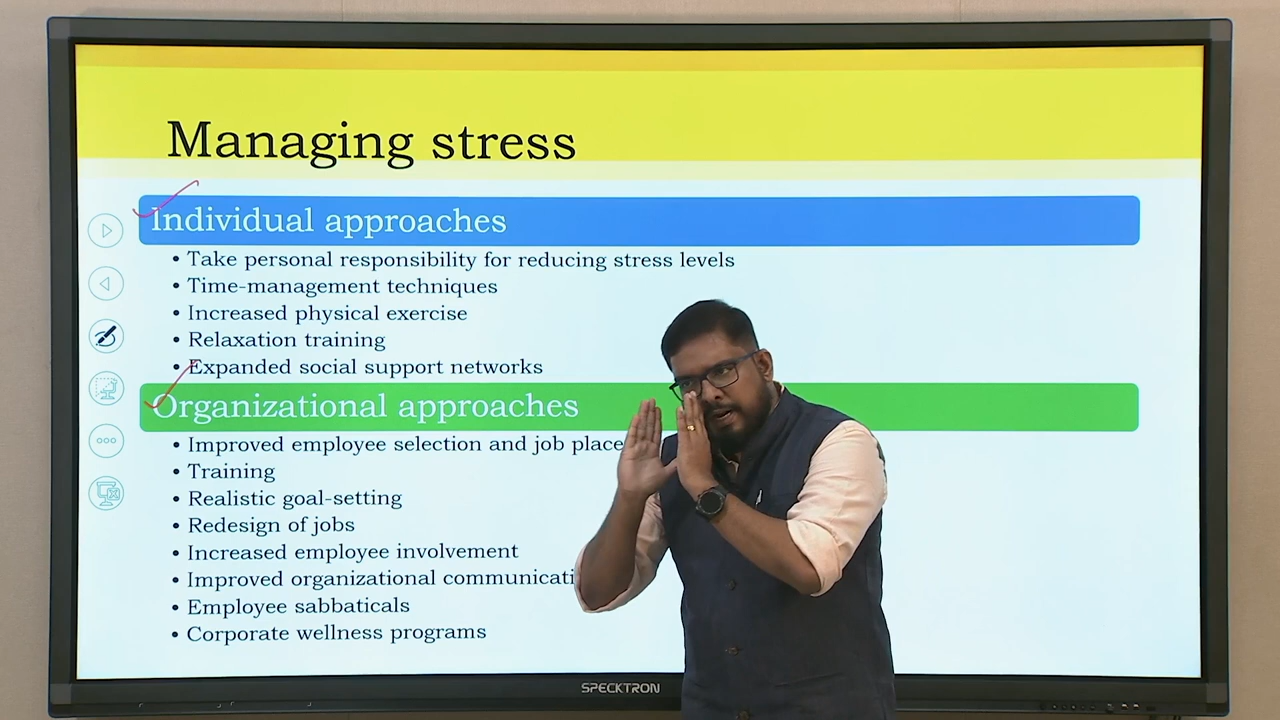 Managing stress
Individual approaches
• Take personal responsibility for reducing stress levels
• Time-management techniques
• Increased physical exercise
• Relaxation training
• Expanded social support networks
Organizational approaches
• Improved employee selection and job place
• Training
• Realistic goal-setting
• Redesign of jobs
• Increased employee involvement
• Improved organizational communicati
• Employee sabbaticals
• Corporate wellness programs
SPECKTRON